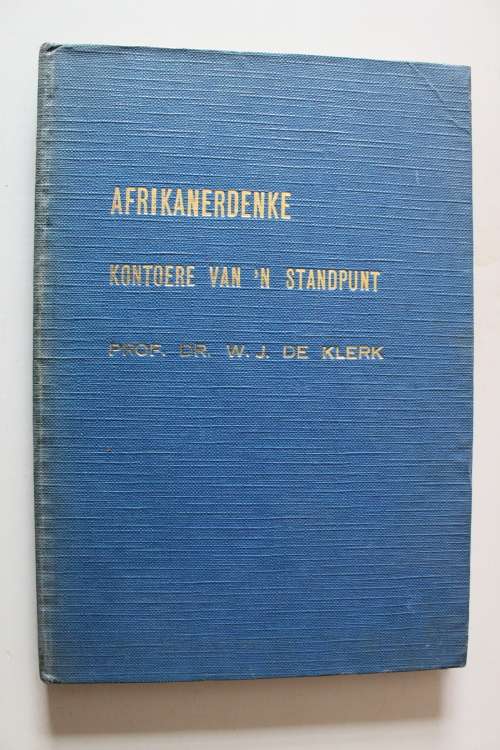 AFRIKANERDENKE
KONTOERE VAN 'N STANDPUNT
PROF. DR. W. J. DE KLERK